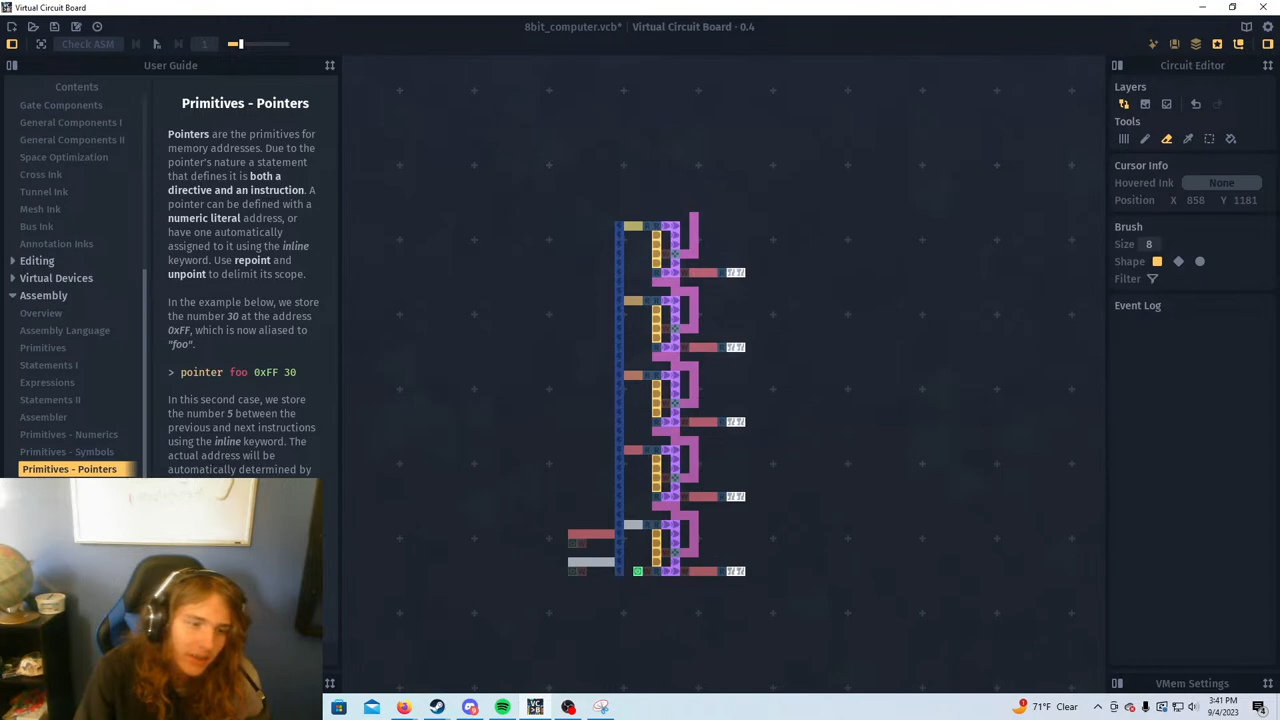 Virtual Circuit Board
8bit_computer.vcb* | Virtual Circuit Board · 0.4
Check ASM
1
User Guide
Circuit Editor
Contents
Gate Components
General Components I
General Components II
Space Optimization
Cross Ink
Tunnel Ink
Mesh Ink
Bus Ink
Annotation Inks
Editing
Virtual Devices
Assembly
Overview
Assembly Language
Primitives
Statements I
Expressions
Statements II
Assembler
Primitives - Numerics
Primitives - Symbols
Primitives - Pointers
Primitives - Pointers
Pointers are the primitives for
memory addresses. Due to the
pointer's nature a statement
that defines it is both a
directive and an instruction. A
pointer can be defined with a
numeric literal address, or
have one automatically
assigned to it using the inline
keyword. Use repoint and
unpoint to delimit its scope.
In the example below, we store
the number 30 at the address
0xFF, which is now aliased to
"foo".
> pointer foo 0xFF 30
In this second case, we store
the number 5 between the
previous and next instructions
using the inline keyword. The
actual address will be
automatically determined by
Layers
Tools
Cursor Info
Hovered Ink None
Position X 858 Y 1181
Brush
Size 8
Shape
Filter
Event Log
VMem Settings
71°F Clear
3:41 PM
9/4/2023